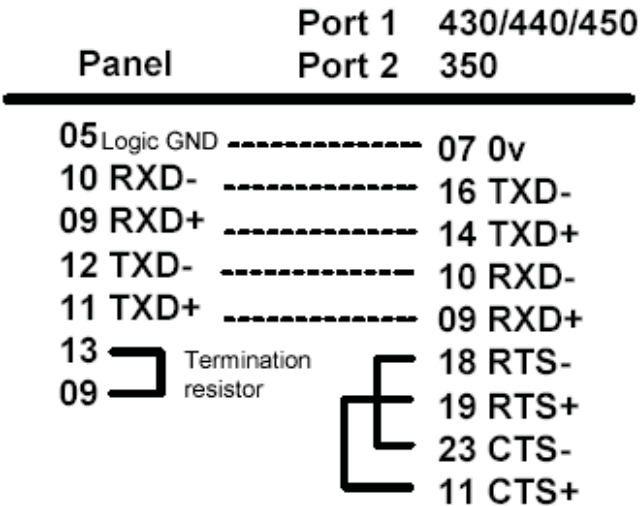 Port 1 430/440/450
Panel Port 2 350
05 Logic GND 07 0v
10 RXD- 16 TXD-
09 RXD+ 14 TXD+
12 TXD- 10 RXD-
11 TXD+ 09 RXD+
13 Termination 18 RTS-
09 resistor 19 RTS+
23 CTS-
11 CTS+